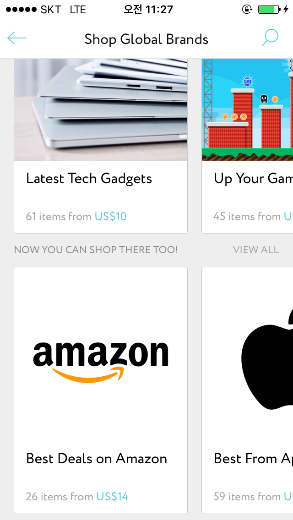 SKT LTE 오전 11:27
Shop Global Brands
Latest Tech Gadgets
Up Your Gam
61 items from US$10
45 items from U
NOW YOU CAN SHOP THERE TOO!
VIEW ALL
amazon
Best Deals on Amazon
Best From Ap
26 items from US$14
59 items from U